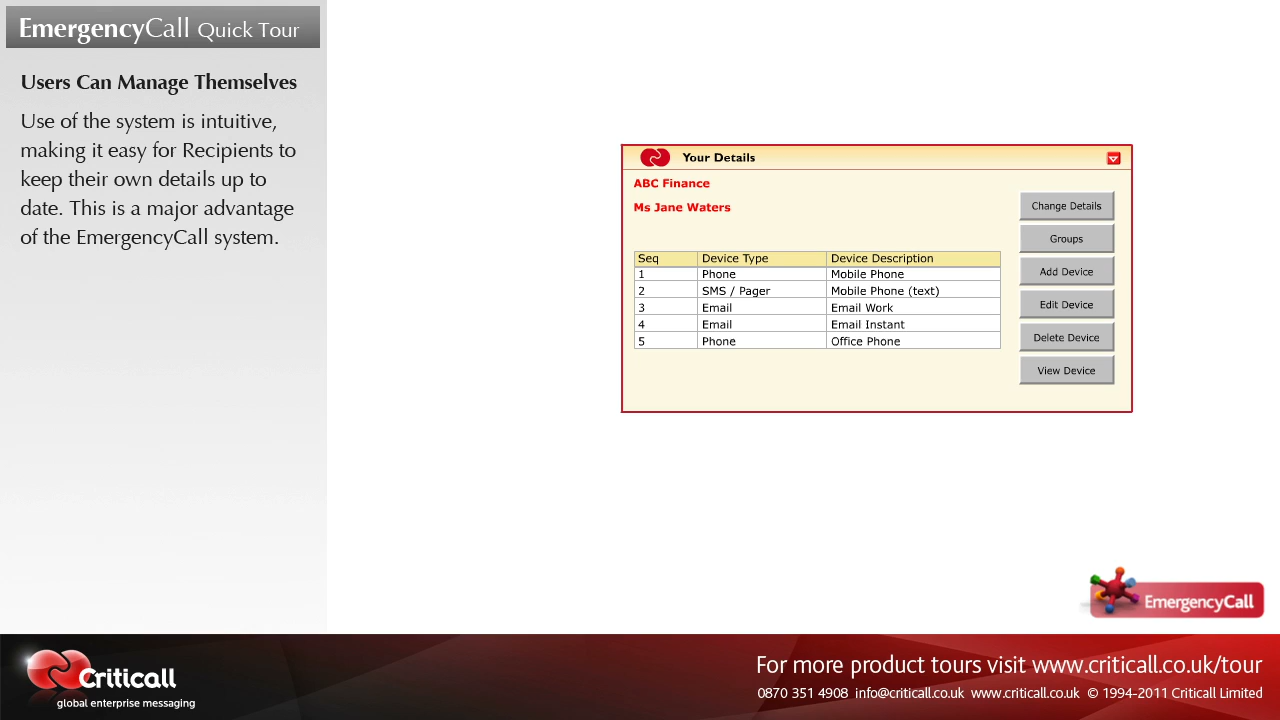 EmergencyCall Quick Tour
Users Can Manage Themselves
Use of the system is intuitive,
making it easy for Recipients to
keep their own details up to
date. This is a major advantage
of the EmergencyCall system.
Your Details
ABC Finance
Ms Jane Waters
Seq Device Type Device Description
1 Phone Mobile Phone
2 SMS / Pager Mobile Phone (text)
3 Email Email Work
4 Email Email Instant
5 Phone Office Phone
Change Details
Groups
Add Device
Edit Device
Delete Device
View Device
EmergencyCall
Criticall
global enterprise messaging
For more product tours visit www.criticall.co.uk/tour
0870 351 4908 info@criticall.co.uk www.criticall.co.uk © 1994-2011 Criticall Limited